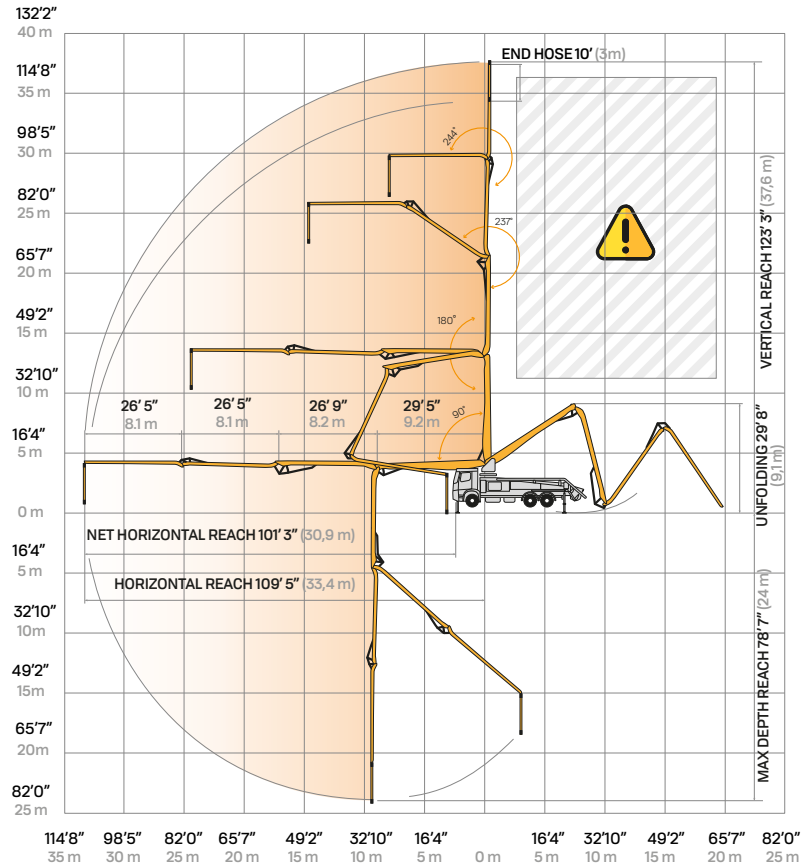 132’2”
40 m
END HOSE 10’ (3m)
114’8”
35 m
98’5”
30 m
244°
82’0”
25 m
237°
65’7”
20 m
VERTICAL REACH 123’ 3” (37,6 m)
49’2”
15 m
180°
32’10”
10 m
26’ 5”
8.1 m
26’ 5”
8.1 m
26’ 9”
8.2 m
29’ 5”
9.2 m
90°
16’4”
5 m
UNFOLDING 29’ 8”
(9,1 m)
0 m
NET HORIZONTAL REACH 101’ 3” (30,9 m)
16’4”
5 m
HORIZONTAL REACH 109’ 5” (33,4 m)
32’10”
10m
49’2”
15 m
MAX DEPTH REACH 78’7” (24 m)
65’7”
20 m
82’0”
25 m
114’8” 98’5” 82’0” 65’7” 49’2” 32’10” 16’4” 16’4” 32’10” 49’2” 65’7” 82’0”
35 m 30 m 25 m 20 m 15 m 10 m 5 m 0 m 5 m 10 m 15 m 20 m 25 m